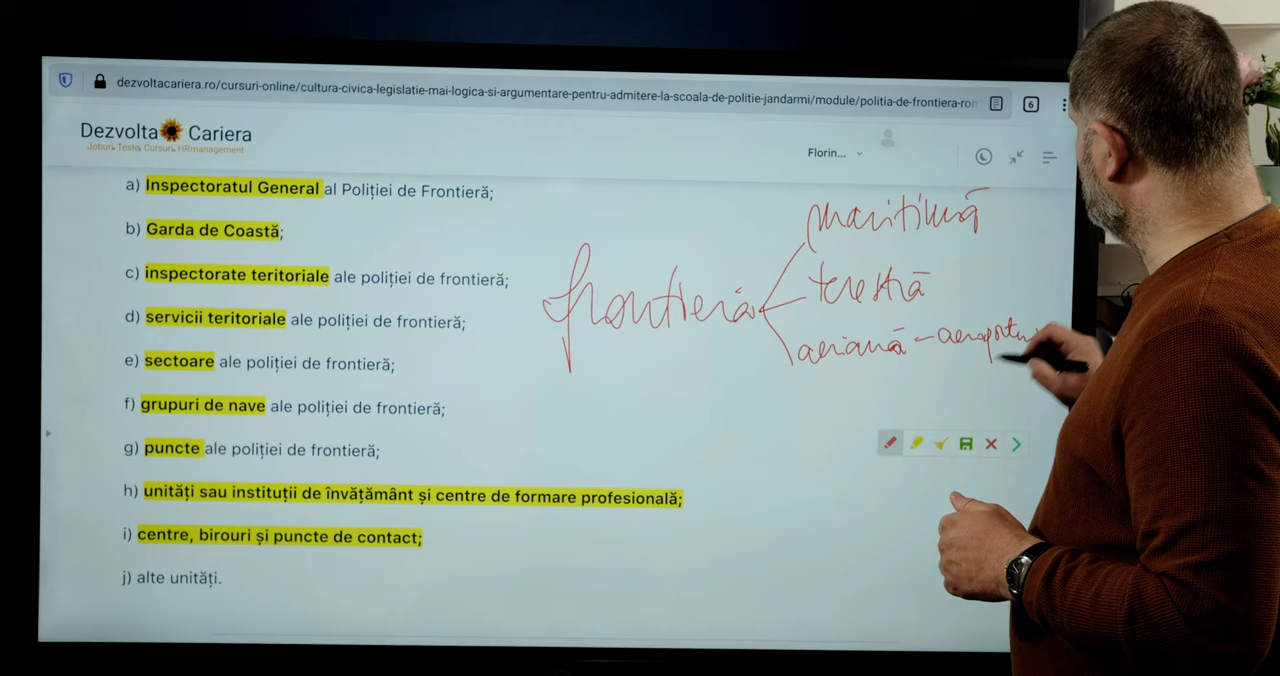 dezvoltacariera.ro/cursuri-online/cultura-civica-legislatie-mai-logica-si-argumentare-pentru-admitere-la-scoala-de-politie-jandarmi/module/politia-de-frontiera-ron
6
Dezvolta Cariera
Joburi, Teste, Cursuri, HRmanagement
Florin...
a) Inspectoratul General al Poliției de Frontieră;
b) Garda de Coastă;
c) inspectorate teritoriale ale poliției de frontieră;
d) servicii teritoriale ale poliției de frontieră;
e) sectoare ale poliției de frontieră;
f) grupuri de nave ale poliției de frontieră;
g) puncte ale poliției de frontieră;
h) unități sau instituții de învățământ și centre de formare profesională;
i) centre, birouri și puncte de contact;
j) alte unități.
maritimă
frontieră
terestră
aeriană - aeroportur